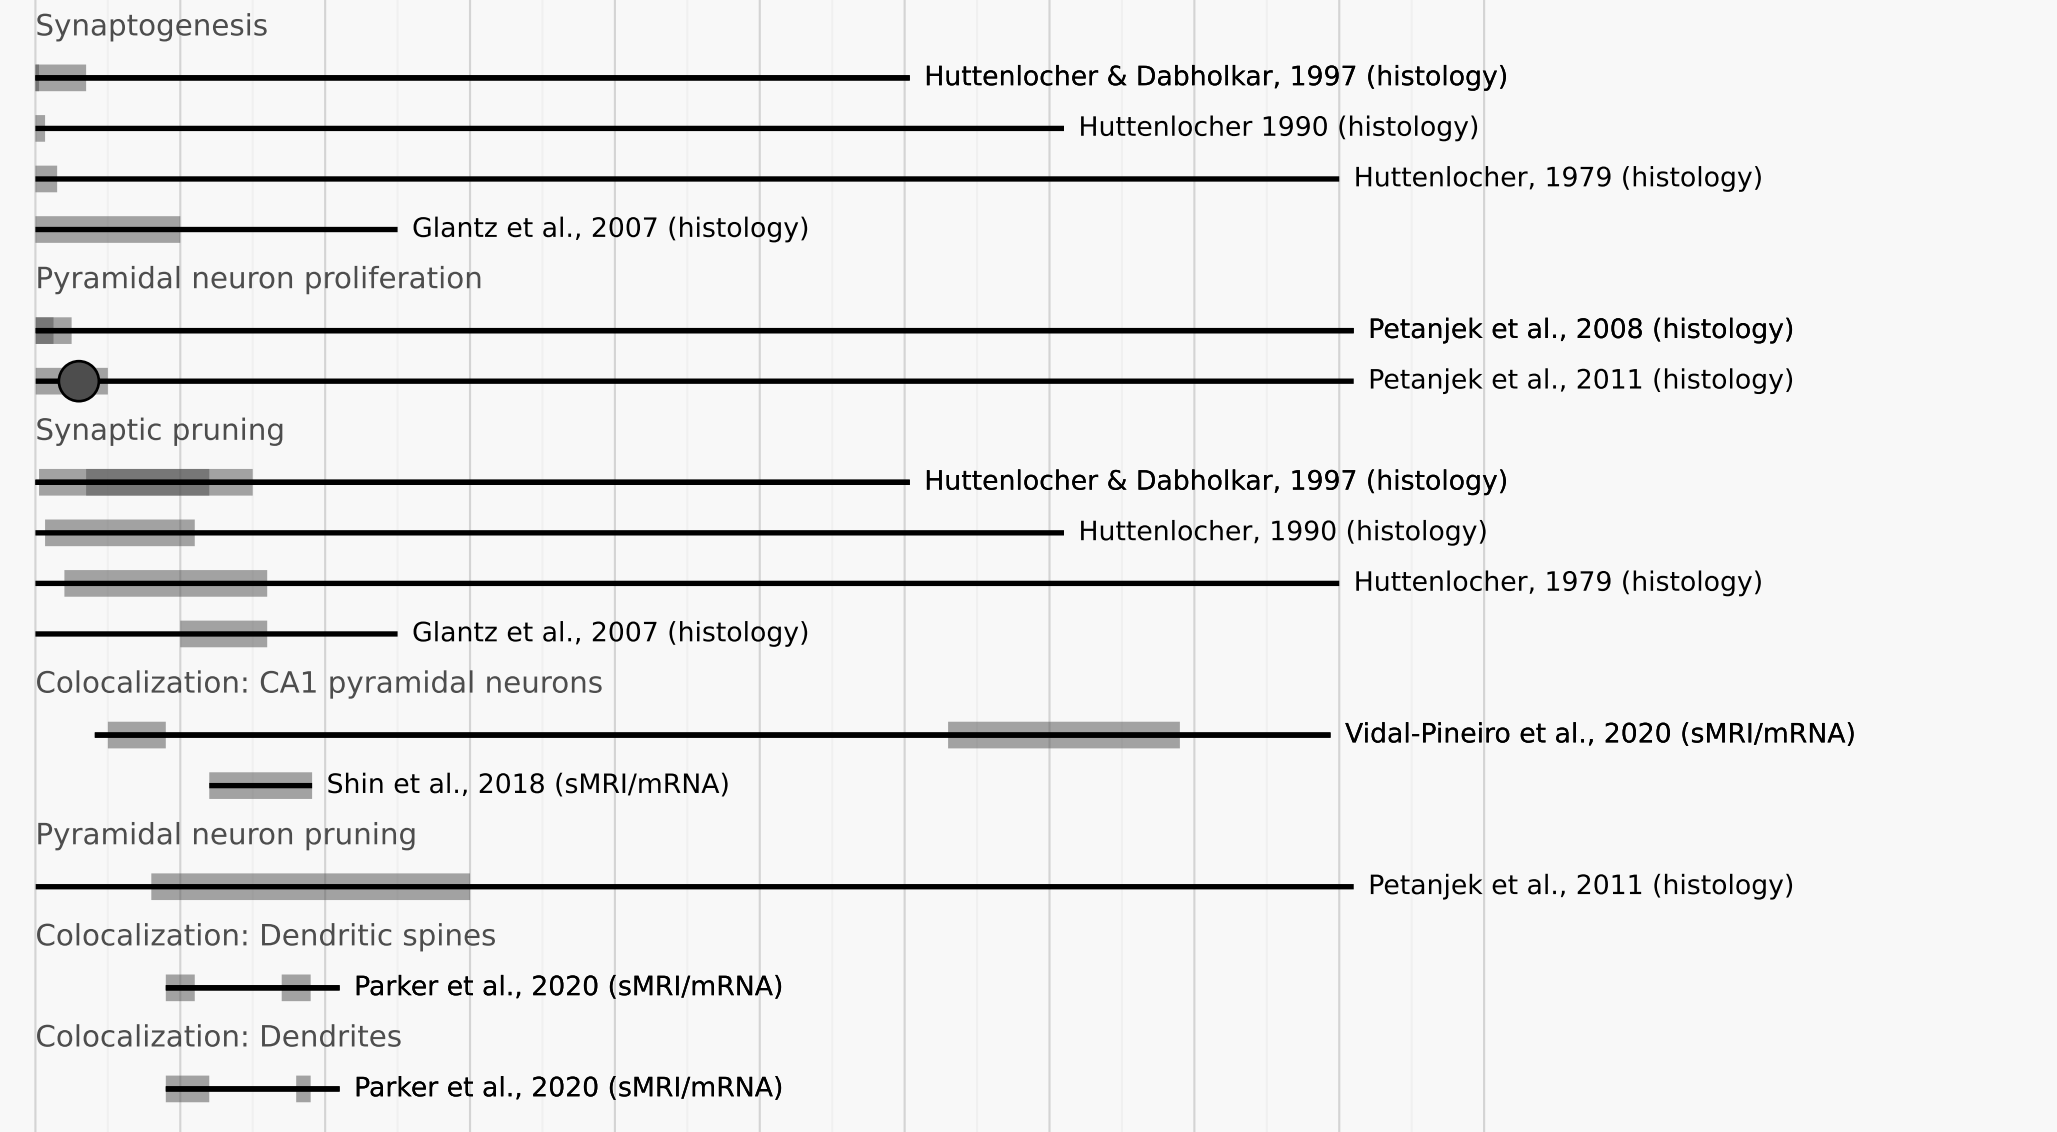 Synaptogenesis
Huttenlocher & Dabholkar, 1997 (histology)
Huttenlocher 1990 (histology)
Huttenlocher, 1979 (histology)
Glantz et al., 2007 (histology)
Pyramidal neuron proliferation
Petanjek et al., 2008 (histology)
Petanjek et al., 2011 (histology)
Synaptic pruning
Huttenlocher & Dabholkar, 1997 (histology)
Huttenlocher, 1990 (histology)
Huttenlocher, 1979 (histology)
Glantz et al., 2007 (histology)
Colocalization: CA1 pyramidal neurons
Vidal-Pineiro et al., 2020 (sMRI/mRNA)
Shin et al., 2018 (sMRI/mRNA)
Pyramidal neuron pruning
Petanjek et al., 2011 (histology)
Colocalization: Dendritic spines
Parker et al., 2020 (sMRI/mRNA)
Colocalization: Dendrites
Parker et al., 2020 (sMRI/mRNA)